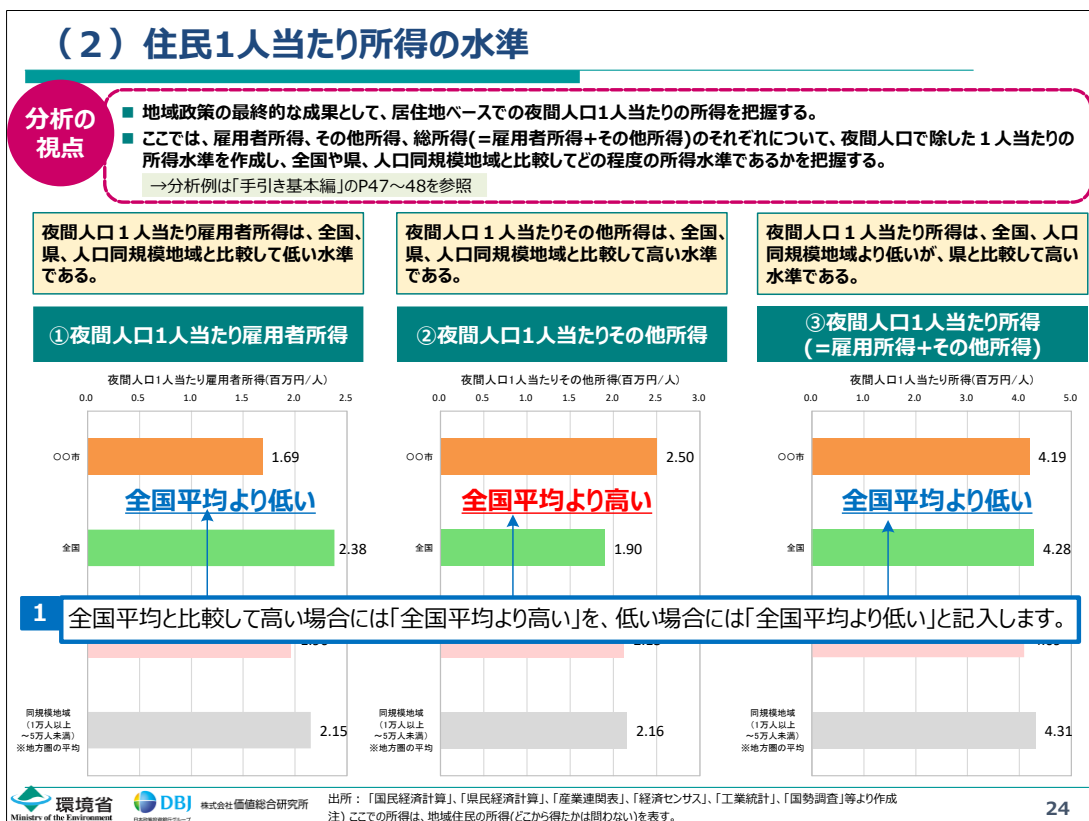 （2）住民1人当たり所得の水準
分析の
視点
■ 地域政策の最終的な成果として、居住地ベースでの夜間人口1人当たりの所得を把握する。
■ ここでは、雇用者所得、その他所得、総所得(=雇用者所得+その他所得)のそれぞれについて、夜間人口で除した１人当たりの
所得水準を作成し、全国や県、人口同規模地域と比較してどの程度の所得水準であるかを把握する。
→分析例は「手引き基本編」のP47～48を参照
夜間人口１人当たり雇用者所得は、全国、
県、人口同規模地域と比較して低い水準
である。
①夜間人口1人当たり雇用者所得
夜間人口1人当たり雇用者所得(百万円/人)
0.0 0.5 1.0 1.5 2.0 2.5
○○市
1.69
全国平均より低い
全国
2.38
同規模地域
（1万人以上
～5万人未満）
※地方圏の平均
2.15
夜間人口１人当たりその他所得は、全国、
県、人口同規模地域と比較して高い水準
である。
②夜間人口1人当たりその他所得
夜間人口1人当たりその他所得(百万円/人)
0.0 0.5 1.0 1.5 2.0 2.5 3.0
○○市
2.50
全国平均より高い
全国
1.90
同規模地域
（1万人以上
～5万人未満）
※地方圏の平均
2.16
夜間人口１人当たり所得は、全国、人口
同規模地域より低いが、県と比較して高い
水準である。
③夜間人口1人当たり所得
(=雇用所得+その他所得)
夜間人口1人当たり所得(百万円/人)
0.0 1.0 2.0 3.0 4.0 5.0
○○市
4.19
全国平均より低い
全国
4.28
同規模地域
（1万人以上
～5万人未満）
※地方圏の平均
4.31
1 全国平均と比較して高い場合には「全国平均より高い」を、低い場合には「全国平均より低い」と記入します。
環境省
Ministry of the Environment
DBJ
日本政策投資銀行グループ
株式会社価値総合研究所
出所：「国民経済計算」、「県民経済計算」、「産業連関表」、「経済センサス」、「工業統計」、「国勢調査」等より作成
注）ここでの所得は、地域住民の所得(どこから得たかは問わない)を表す。
24